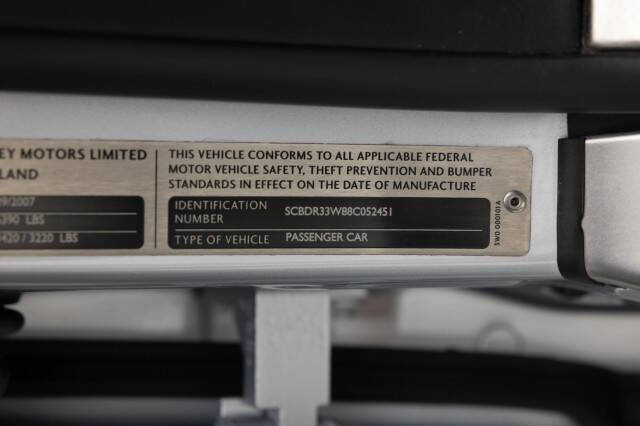 EY MOTORS LIMITED
LAND
9/2007
390 LBS
420 / 3220 LBS
THIS VEHICLE CONFORMS TO ALL APPLICABLE FEDERAL
MOTOR VEHICLE SAFETY, THEFT PREVENTION AND BUMPER
STANDARDS IN EFFECT ON THE DATE OF MANUFACTURE
IDENTIFICATION
NUMBER
SCBDR33W88C052451
TYPE OF VEHICLE
PASSENGER CAR
3W0 000101A